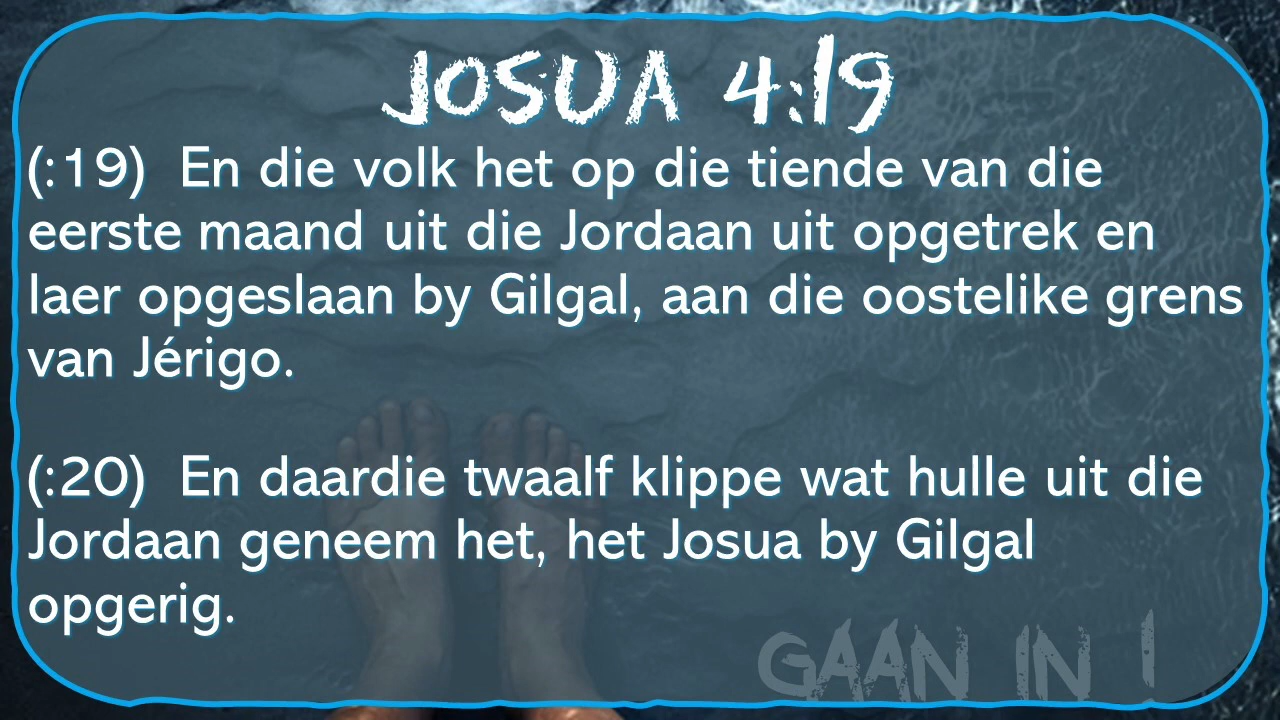 JOSUA 4:19
(:19) En die volk het op die tiende van die
eerste maand uit die Jordaan uit opgetrek en
laer opgeslaan by Gilgal, aan die oostelike grens
van Jérigo.
(:20) En daardie twaalf klippe wat hulle uit die
Jordaan geneem het, het Josua by Gilgal
opgerig.
GAAN IN !